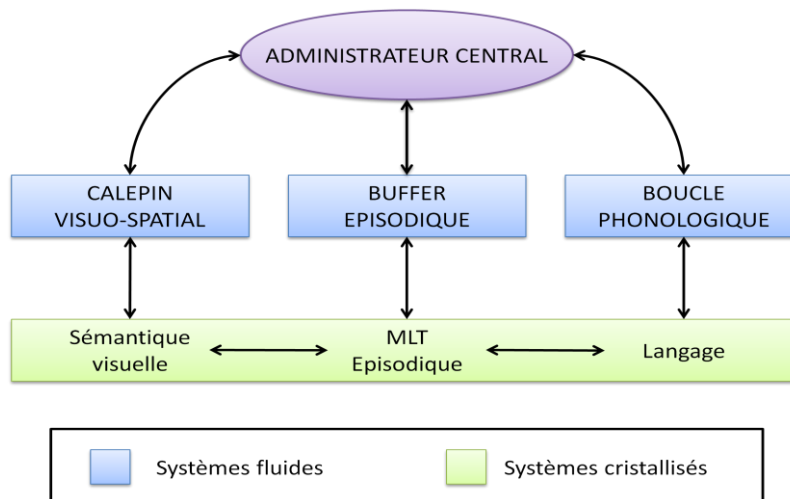 ADMINISTRATEUR CENTRAL
CALEPIN
VISUO-SPATIAL
BUFFER
EPISODIQUE
BOUCLE
PHONOLOGIQUE
Sémantique
visuelle
MLT
Episodique
Langage
Systèmes fluides
Systèmes cristallisés